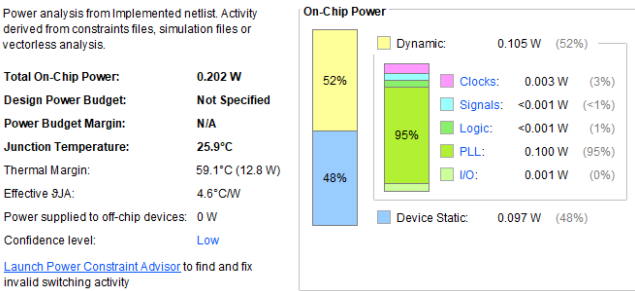 Power analysis from Implemented netlist. Activity
derived from constraints files, simulation files or
vectorless analysis.
Total On-Chip Power: 0.202 W
Design Power Budget: Not Specified
Power Budget Margin: N/A
Junction Temperature: 25.9°C
Thermal Margin: 59.1°C (12.8 W)
Effective ϑJA: 4.6°C/W
Power supplied to off-chip devices: 0 W
Confidence level: Low
Launch Power Constraint Advisor to find and fix
invalid switching activity
On-Chip Power
52%
48%
Dynamic: 0.105 W (52%)
95%
Clocks: 0.003 W (3%)
Signals: <0.001 W (<1%)
Logic: <0.001 W (1%)
PLL: 0.100 W (95%)
I/O: 0.001 W (0%)
Device Static: 0.097 W (48%)